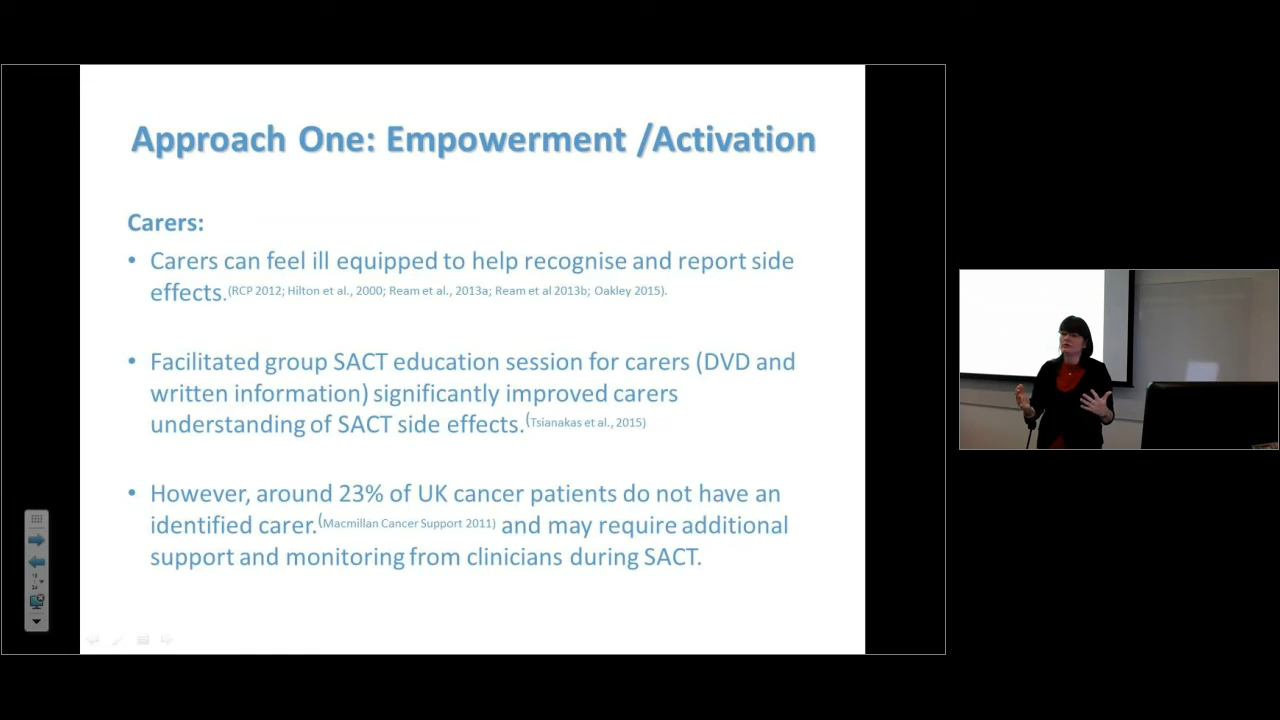 Approach One: Empowerment /Activation
Carers:
• Carers can feel ill equipped to help recognise and report side
effects.(RCP 2012; Hilton et al., 2000; Ream et al., 2013a; Ream et al 2013b; Oakley 2015).
• Facilitated group SACT education session for carers (DVD and
written information) significantly improved carers
understanding of SACT side effects.(Tsianakas et al., 2015)
• However, around 23% of UK cancer patients do not have an
identified carer.(Macmillan Cancer Support 2011) and may require additional
support and monitoring from clinicians during SACT.